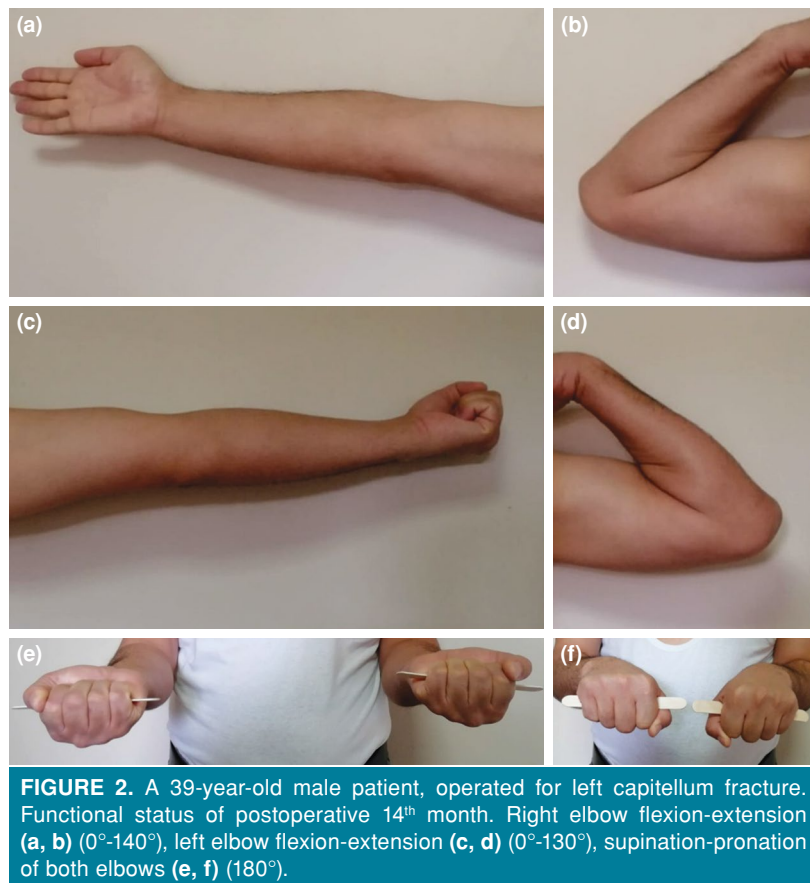 (a)
(b)
(c)
(d)
(e)
(f)
FIGURE 2. A 39-year-old male patient, operated for left capitellum fracture.
Functional status of postoperative 14th month. Right elbow flexion-extension
(a, b) (0°-140°), left elbow flexion-extension (c, d) (0°-130°), supination-pronation
of both elbows (e, f) (180°).